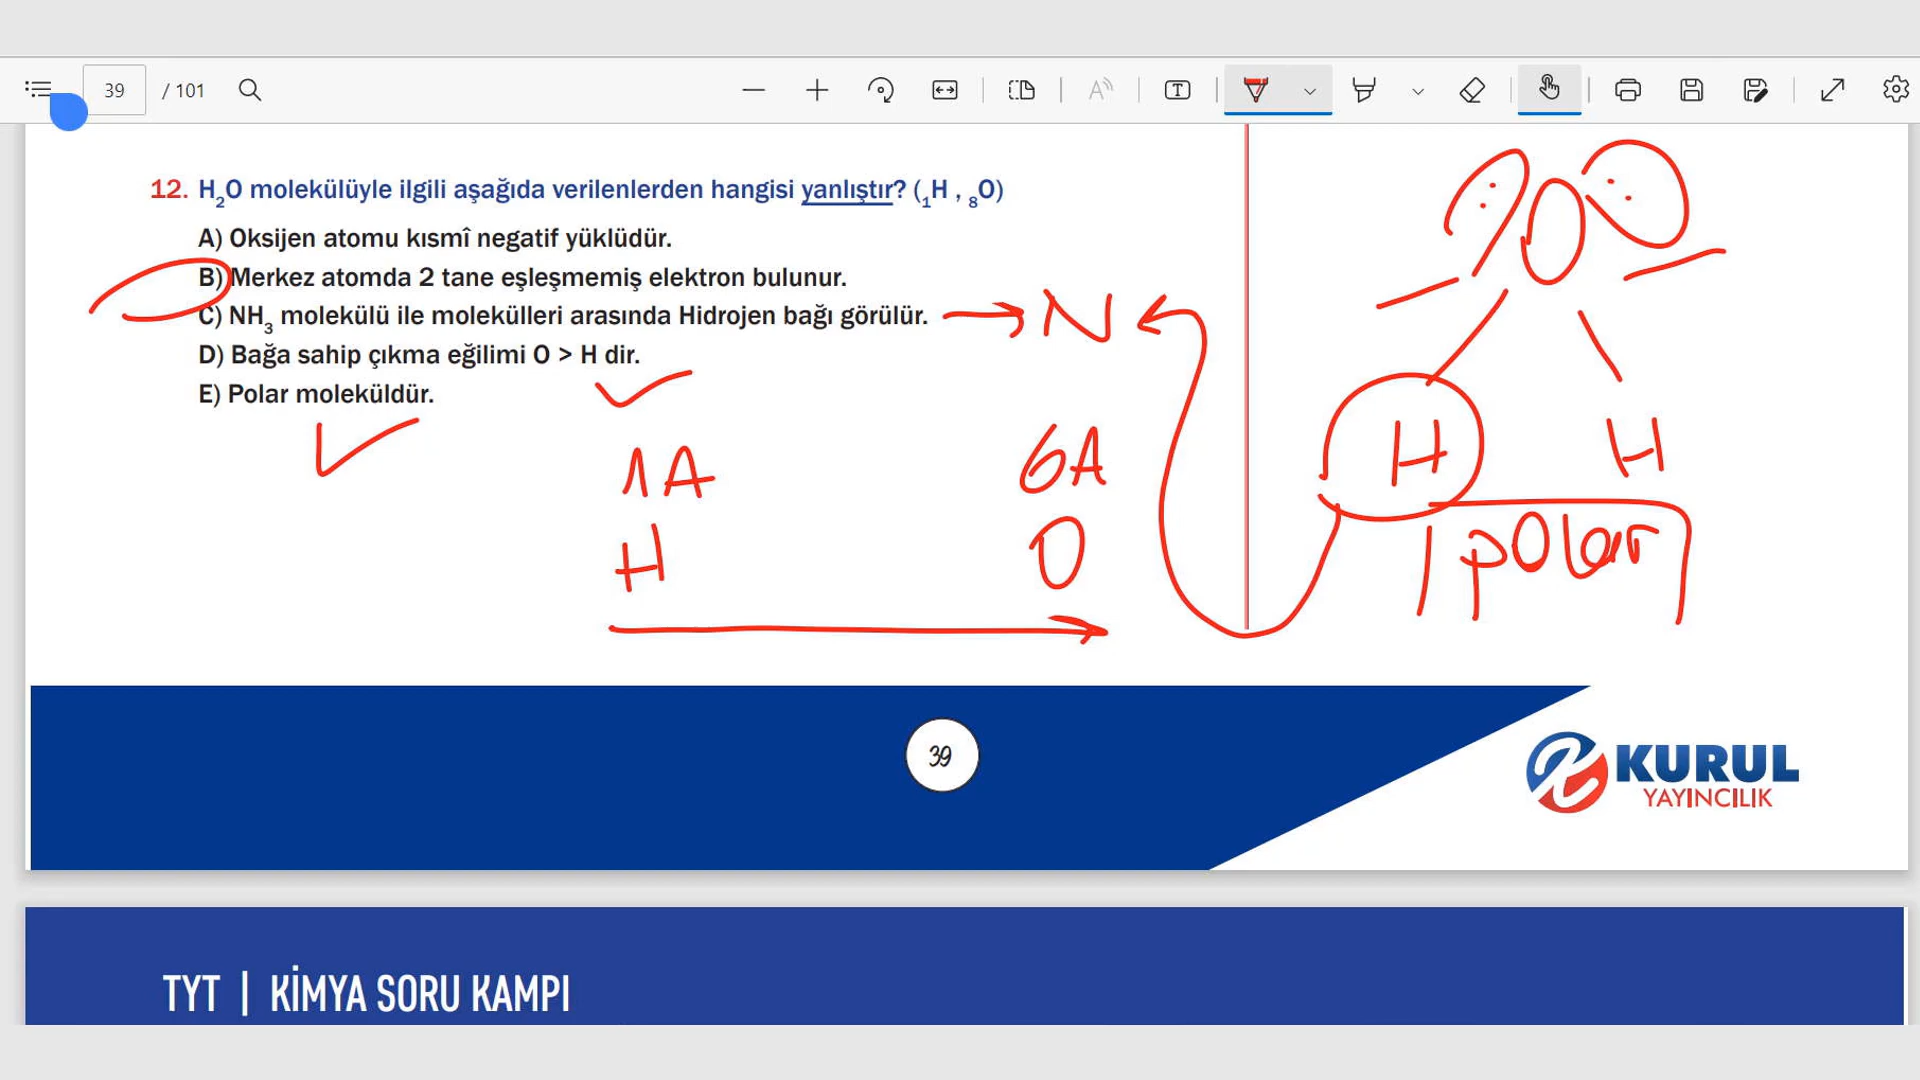 39 / 101
12. H₂O molekülüyle ilgili aşağıda verilenlerden hangisi yanlıştır? (₁H , ₈O)
A) Oksijen atomu kısmî negatif yüklüdür.
B) Merkez atomda 2 tane eşleşmemiş elektron bulunur.
C) NH₃ molekülü ile molekülleri arasında Hidrojen bağı görülür.
D) Bağa sahip çıkma eğilimi O > H dir.
E) Polar moleküldür.
N
1A 6A
H O
O
H H
polar
39
KURUL
YAYINCILIK
TYT | KİMYA SORU KAMPI